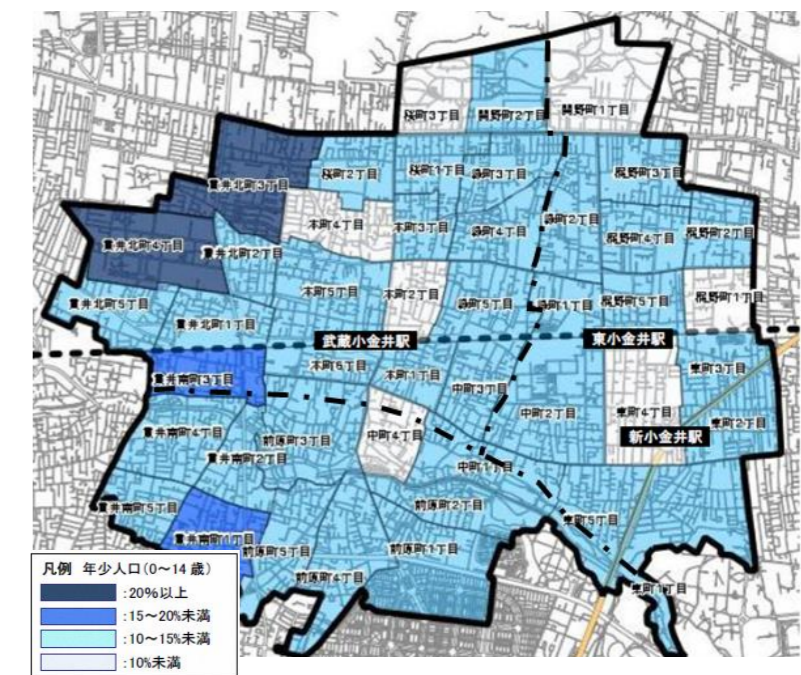 桜町3丁目
関野町2丁目
関野町1丁目
貫井北町3丁目
桜町2丁目
桜町1丁目
緑町3丁目
梶野町3丁目
本町4丁目
本町3丁目
緑町4丁目
緑町2丁目
梶野町4丁目
梶野町2丁目
貫井北町4丁目
貫井北町2丁目
貫井北町5丁目
本町5丁目
本町2丁目
緑町5丁目
緑町1丁目
梶野町5丁目
梶野町1丁目
貫井北町1丁目
武蔵小金井駅
東小金井駅
貫井南町3丁目
本町6丁目
本町1丁目
中町3丁目
東町3丁目
中町2丁目
東町4丁目
東町2丁目
貫井南町4丁目
前原町3丁目
中町4丁目
新小金井駅
貫井南町2丁目
中町1丁目
貫井南町5丁目
前原町2丁目
東町5丁目
貫井南町1丁目
前原町5丁目
前原町1丁目
前原町4丁目
東町1丁目
凡例 年少人口(0～14歳)
:20%以上
:15～20%未満
:10～15%未満
:10%未満